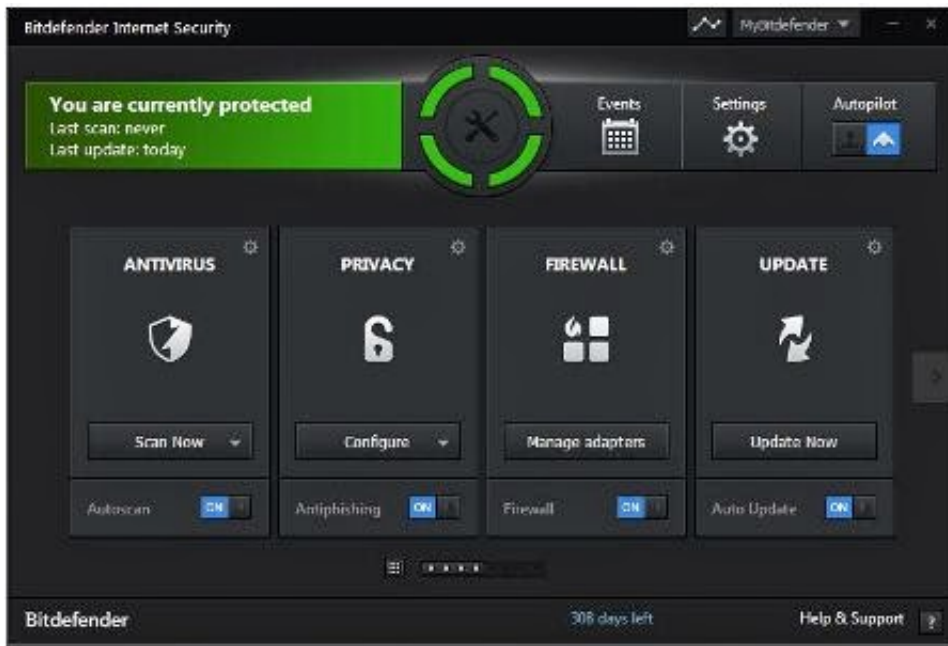 Bitdefender Internet Security
MyBitdefender
You are currently protected
Last scan: never
Last update: today
Events
Settings
Autopilot
ANTIVIRUS
PRIVACY
FIREWALL
UPDATE
Scan Now
Configure
Manage adapters
Update Now
Autoscan ON
Antiphishing ON
Firewall ON
Auto Update ON
Bitdefender
308 days left
Help & Support ?